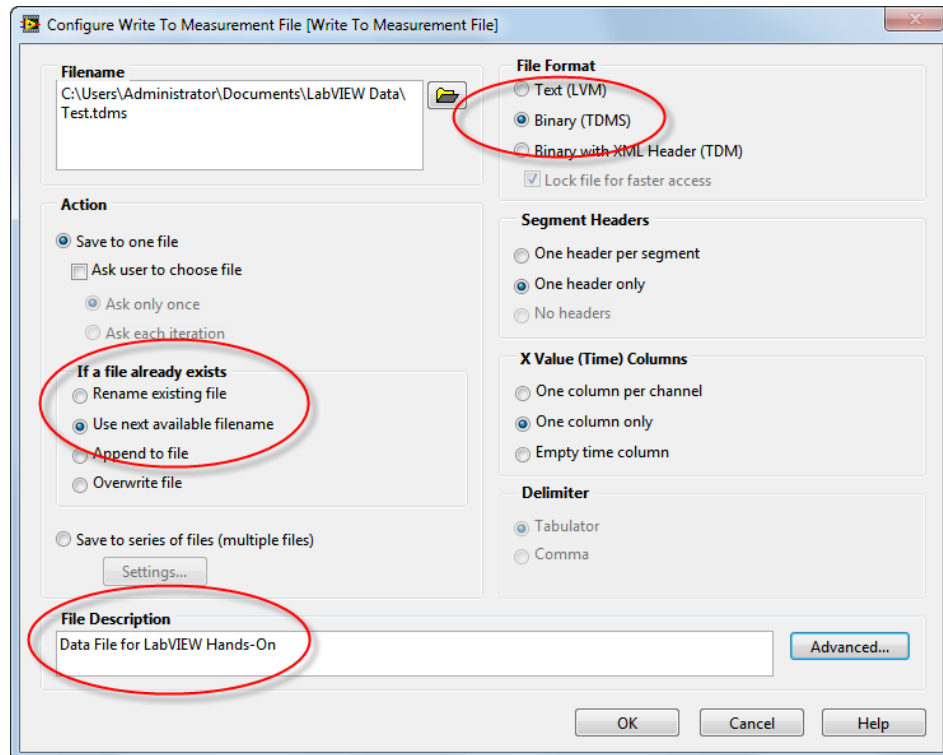 Configure Write To Measurement File [Write To Measurement File]
Filename
C:\Users\Administrator\Documents\LabVIEW Data\
Test.tdms
Action
Save to one file
Ask user to choose file
Ask only once
Ask each iteration
If a file already exists
Rename existing file
Use next available filename
Append to file
Overwrite file
Save to series of files (multiple files)
Settings...
File Format
Text (LVM)
Binary (TDMS)
Binary with XML Header (TDM)
Lock file for faster access
Segment Headers
One header per segment
One header only
No headers
X Value (Time) Columns
One column per channel
One column only
Empty time column
Delimiter
Tabulator
Comma
File Description
Data File for LabVIEW Hands-On
Advanced...
OK
Cancel
Help